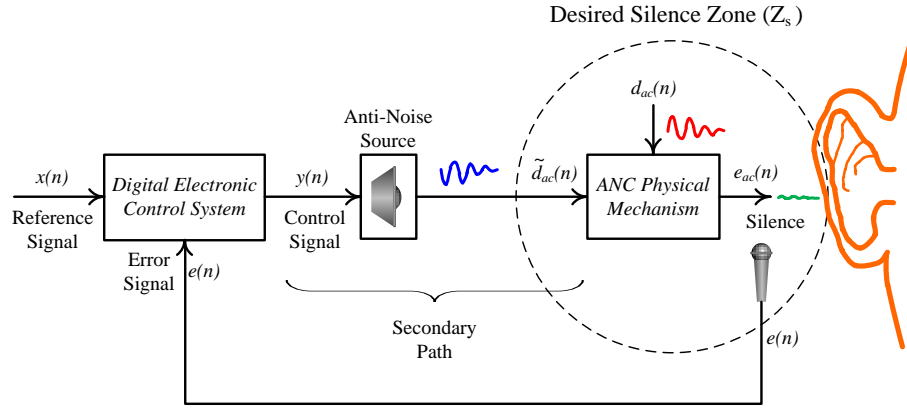 Desired Silence Zone (Zs)
dac(n)
Anti-Noise
Source
x(n)
Reference
Signal
Digital Electronic
Control System
y(n)
Control
Signal
d̃ac(n)
ANC Physical
Mechanism
eac(n)
Silence
Error
Signal
e(n)
Secondary
Path
e(n)